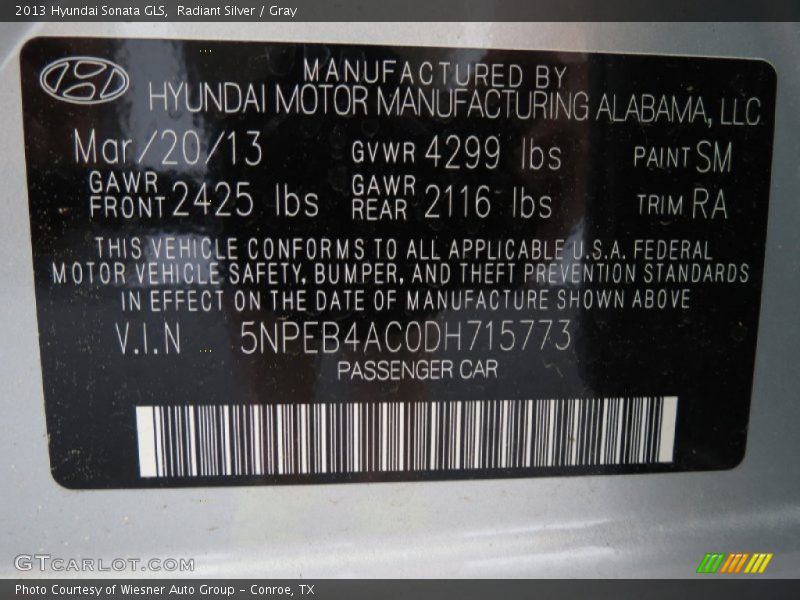 2013 Hyundai Sonata GLS, Radiant Silver / Gray
MANUFACTURED BY
HYUNDAI MOTOR MANUFACTURING ALABAMA, LLC
Mar/20/13 GVWR 4299 lbs PAINT SM
GAWR FRONT 2425 lbs GAWR REAR 2116 lbs TRIM RA
THIS VEHICLE CONFORMS TO ALL APPLICABLE U.S.A. FEDERAL
MOTOR VEHICLE SAFETY, BUMPER, AND THEFT PREVENTION STANDARDS
IN EFFECT ON THE DATE OF MANUFACTURE SHOWN ABOVE
V.I.N 5NPEB4AC0DH715773
PASSENGER CAR
GTCARLOT.COM
Photo Courtesy of Wiesner Auto Group - Conroe, TX